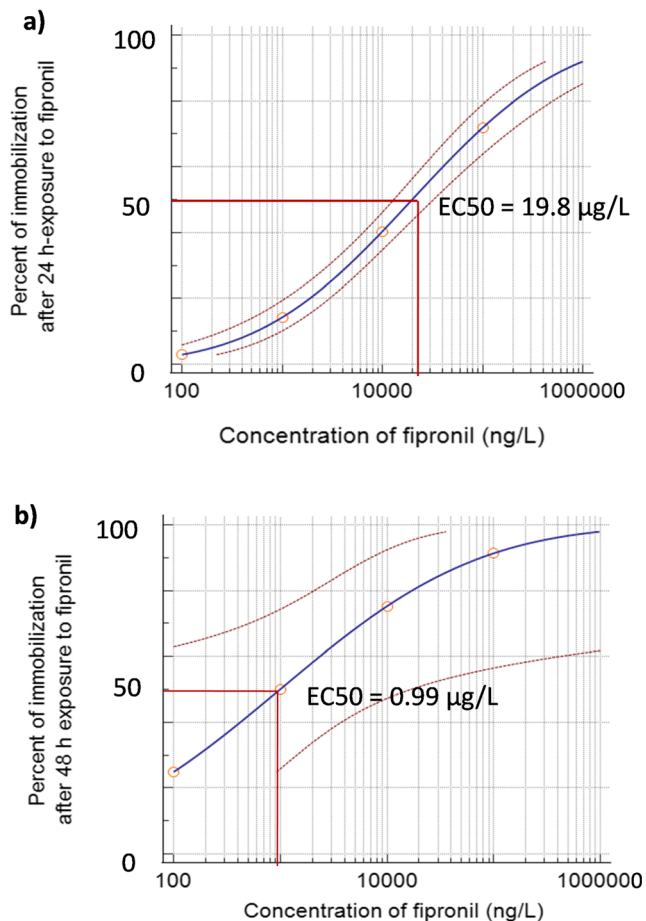 a)
Percent of immobilization
after 24 h-exposure to fipronil
100
50
0
EC50 = 19.8 µg/L
100
10000
1000000
Concentration of fipronil (ng/L)
b)
Percent of immobilization
after 48 h exposure to fipronil
100
50
0
EC50 = 0.99 µg/L
100
10000
1000000
Concentration of fipronil (ng/L)